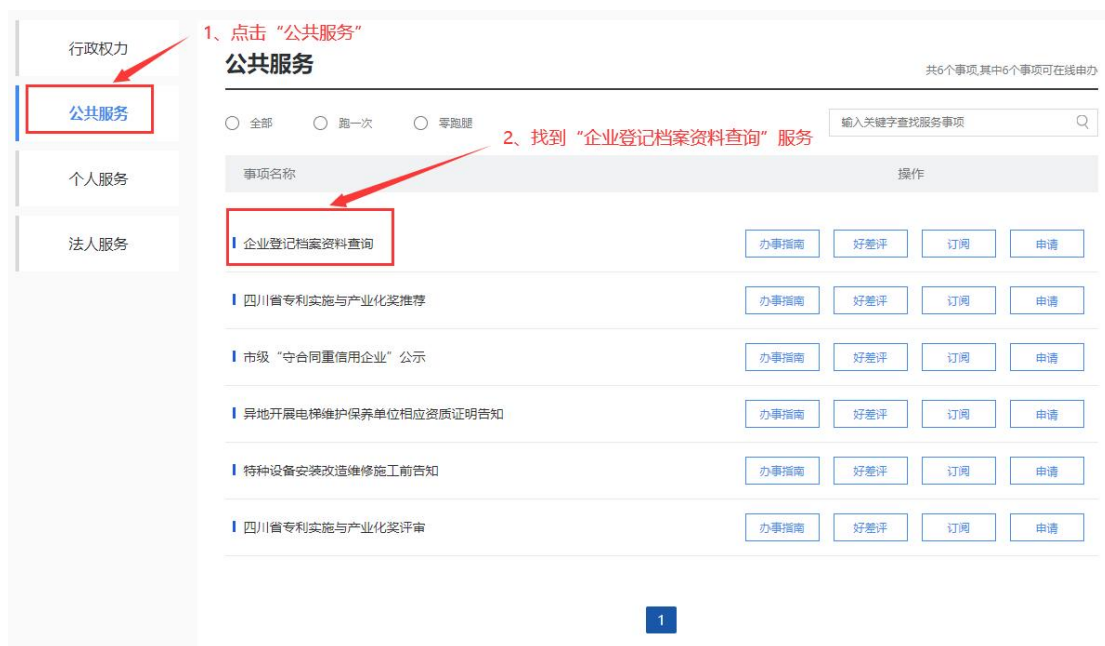 行政权力
公共服务
个人服务
法人服务
1、点击“公共服务”
公共服务
共6个事项,其中6个事项可在线申办
全部 跑一次 零跑腿
输入关键字查找服务事项
2、找到“企业登记档案资料查询”服务
事项名称 操作
企业登记档案资料查询 办事指南 好差评 订阅 申请
四川省专利实施与产业化奖推荐 办事指南 好差评 订阅 申请
市级“守合同重信用企业”公示 办事指南 好差评 订阅 申请
异地开展电梯维护保养单位相应资质证明告知 办事指南 好差评 订阅 申请
特种设备安装改造维修施工前告知 办事指南 好差评 订阅 申请
四川省专利实施与产业化奖评审 办事指南 好差评 订阅 申请
1